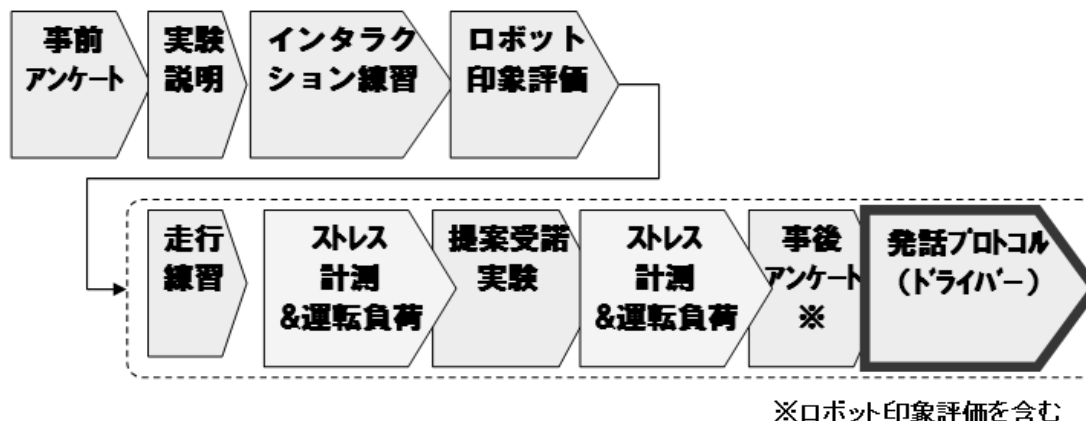 事前
アンケート
実験
説明
インタラク
ション練習
ロボット
印象評価
走行
練習
ストレス
計測
&運転負荷
提案受諾
実験
ストレス
計測
&運転負荷
事後
アンケート
※
発話プロトコル
(ドライバー)
※ロボット印象評価を含む